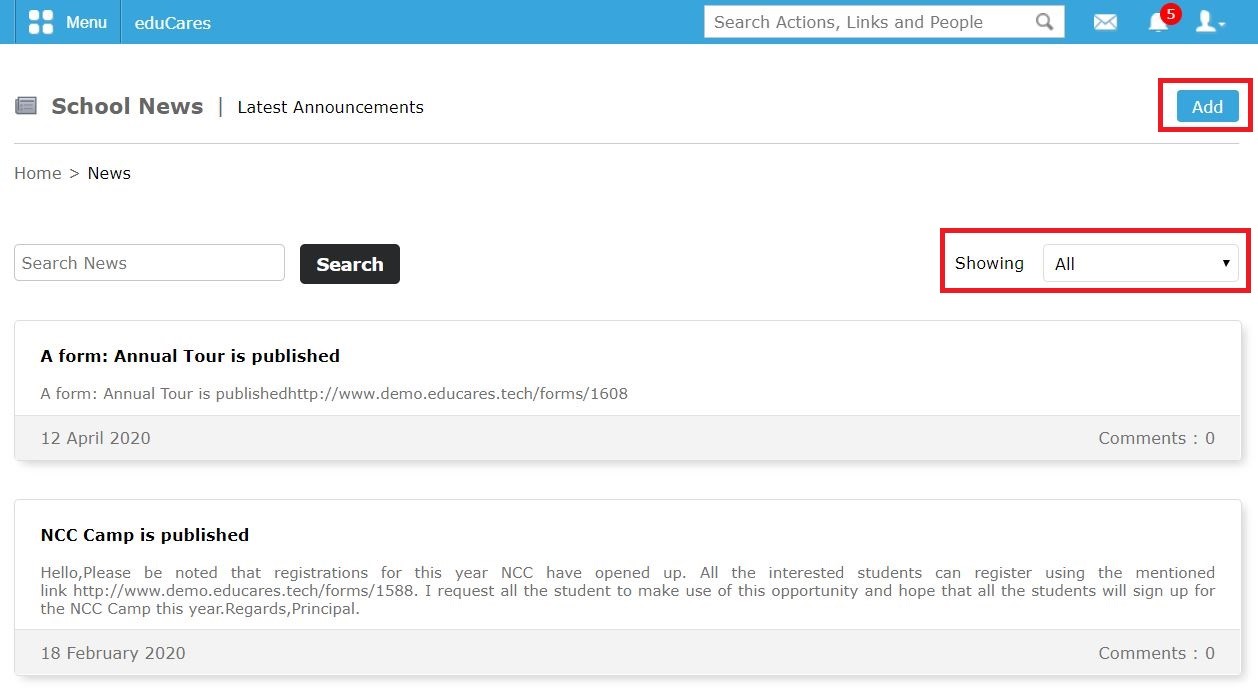 Menu educares Search Actions, Links and People 5
School News | Latest Announcements Add
Home > News
Search News Search Showing All
A form: Annual Tour is published
A form: Annual Tour is publishedhttp://www.demo.educares.tech/forms/1608
12 April 2020 Comments : 0
NCC Camp is published
Hello,Please be noted that registrations for this year NCC have opened up. All the interested students can register using the mentioned
link http://www.demo.educares.tech/forms/1588. I request all the student to make use of this opportunity and hope that all the students will sign up for
the NCC Camp this year.Regards,Principal.
18 February 2020 Comments : 0